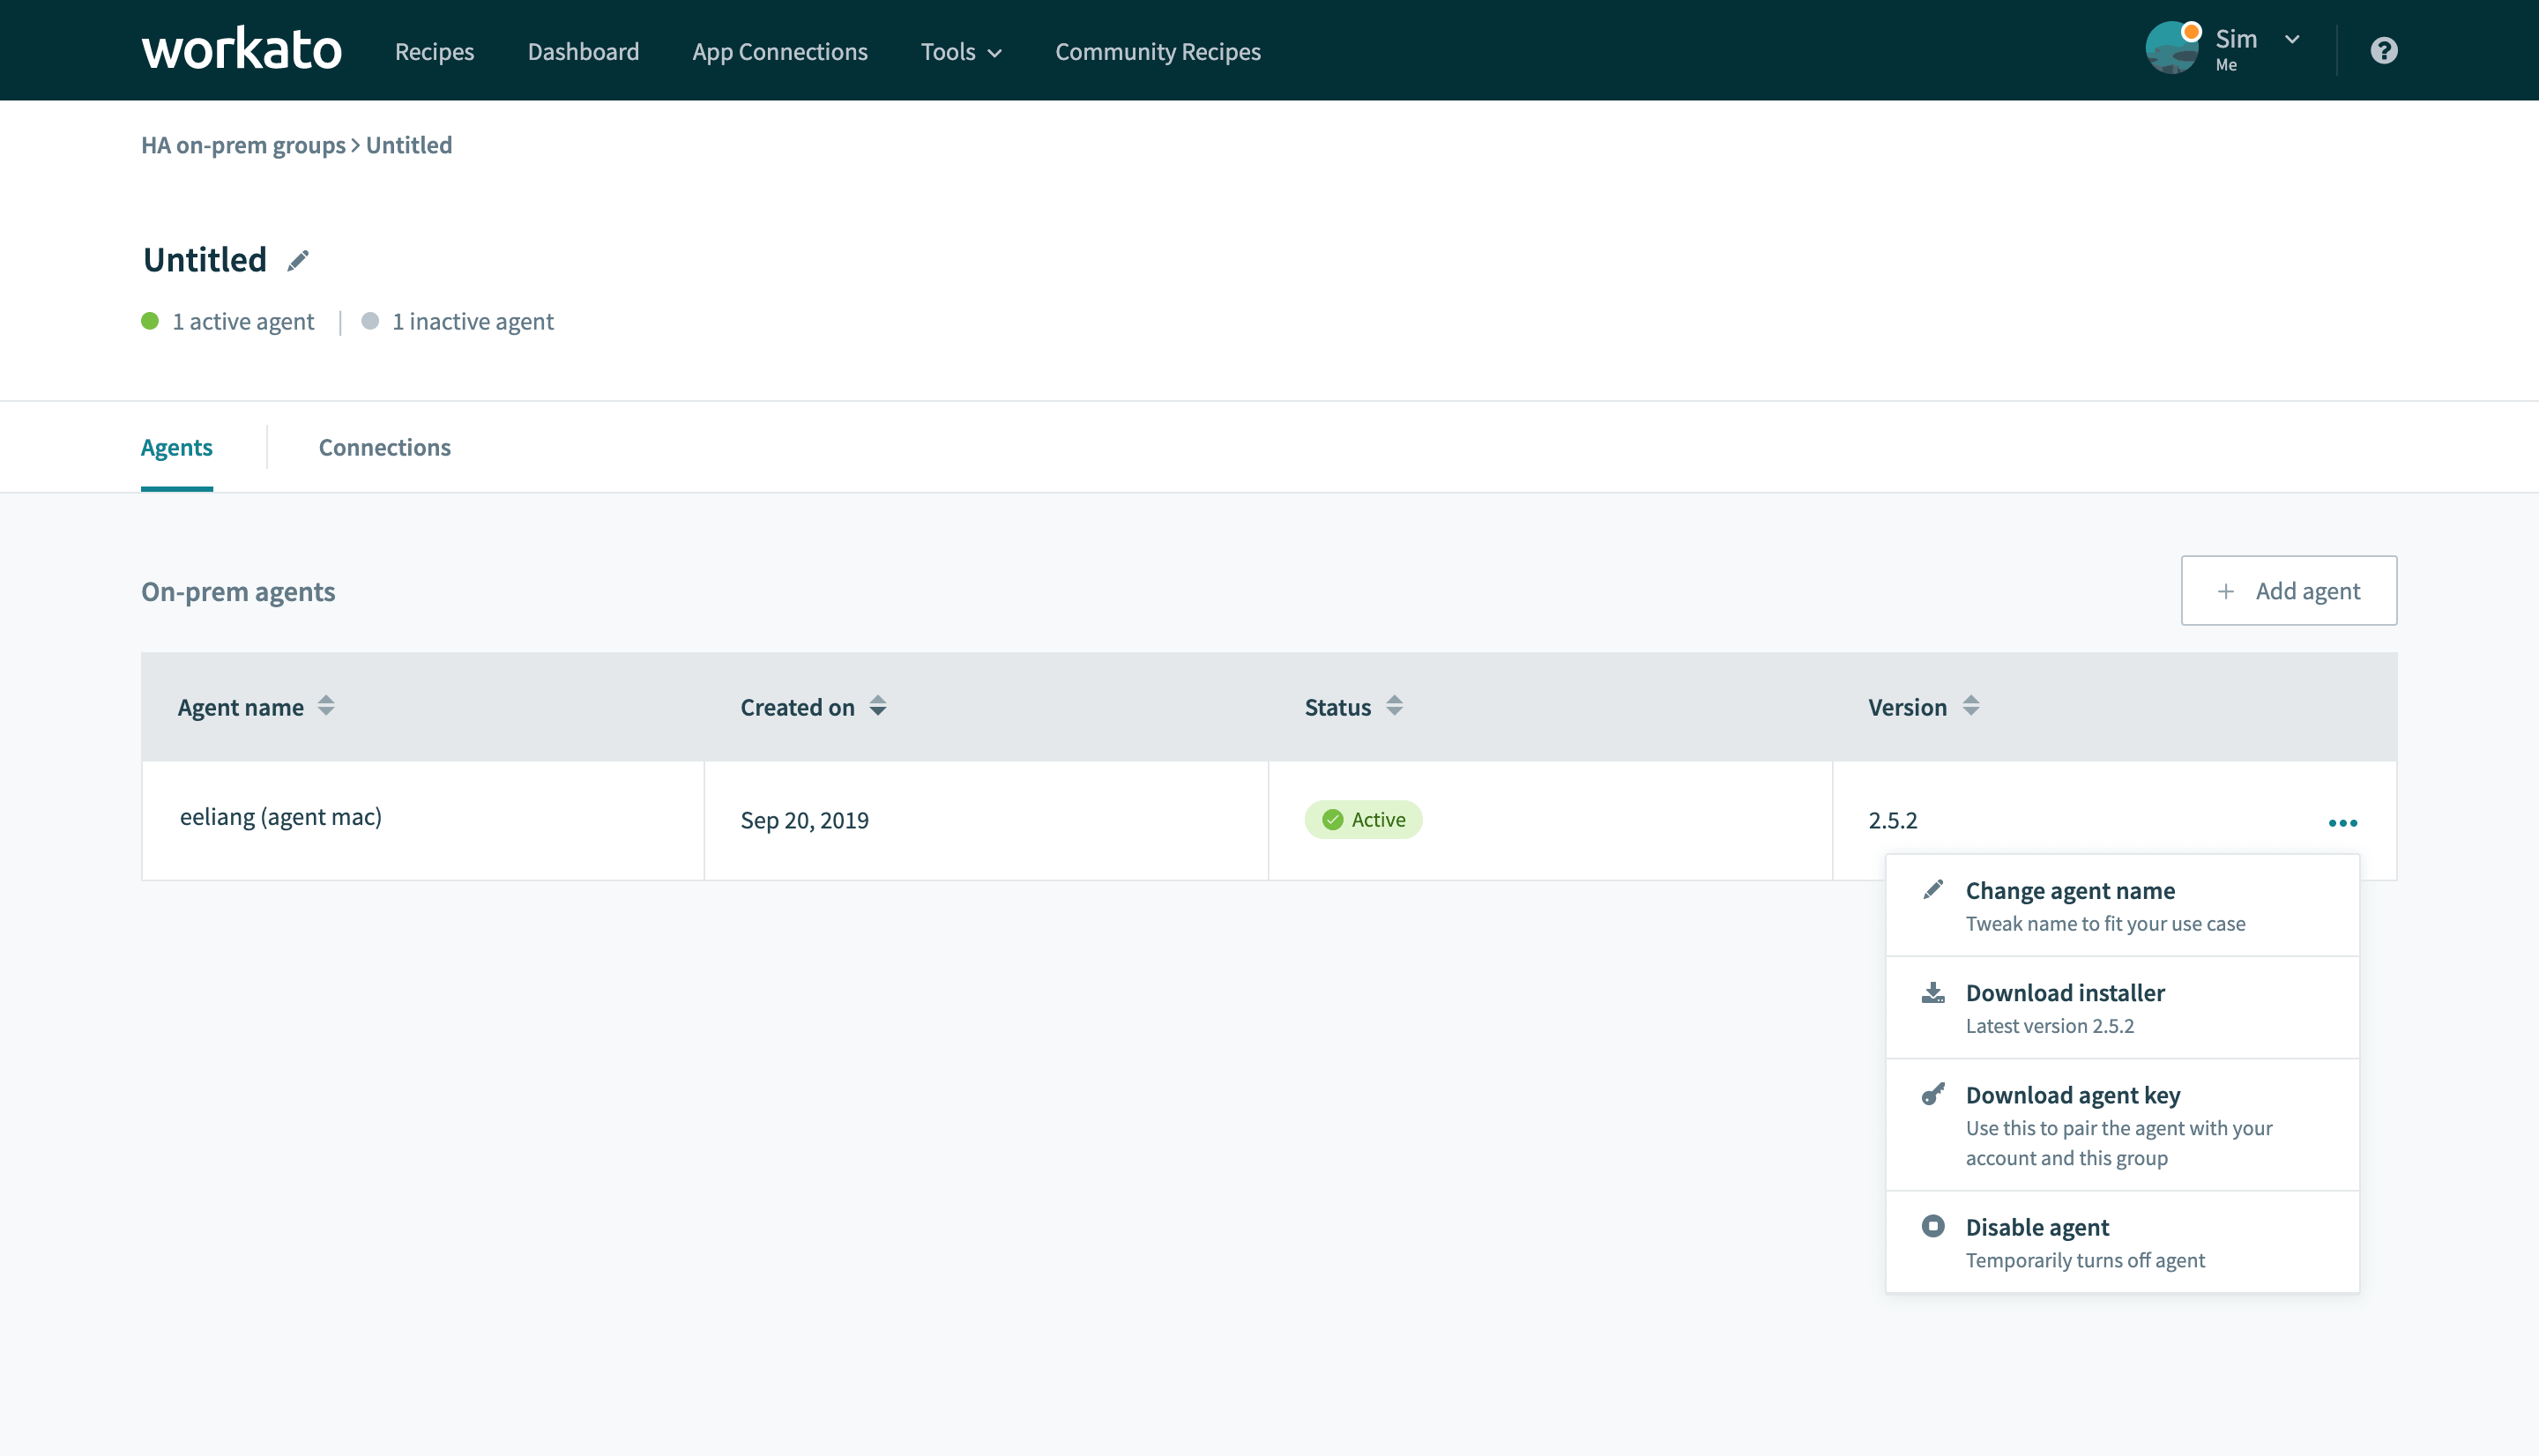 workato
Recipes
Dashboard
App Connections
Tools
Community Recipes
Sim
Me
HA on-prem groups > Untitled
Untitled
1 active agent | 1 inactive agent
Agents
Connections
On-prem agents
+ Add agent
Agent name
Created on
Status
Version
eeliang (agent mac)
Sep 20, 2019
Active
2.5.2
Change agent name
Tweak name to fit your use case
Download installer
Latest version 2.5.2
Download agent key
Use this to pair the agent with your
account and this group
Disable agent
Temporarily turns off agent